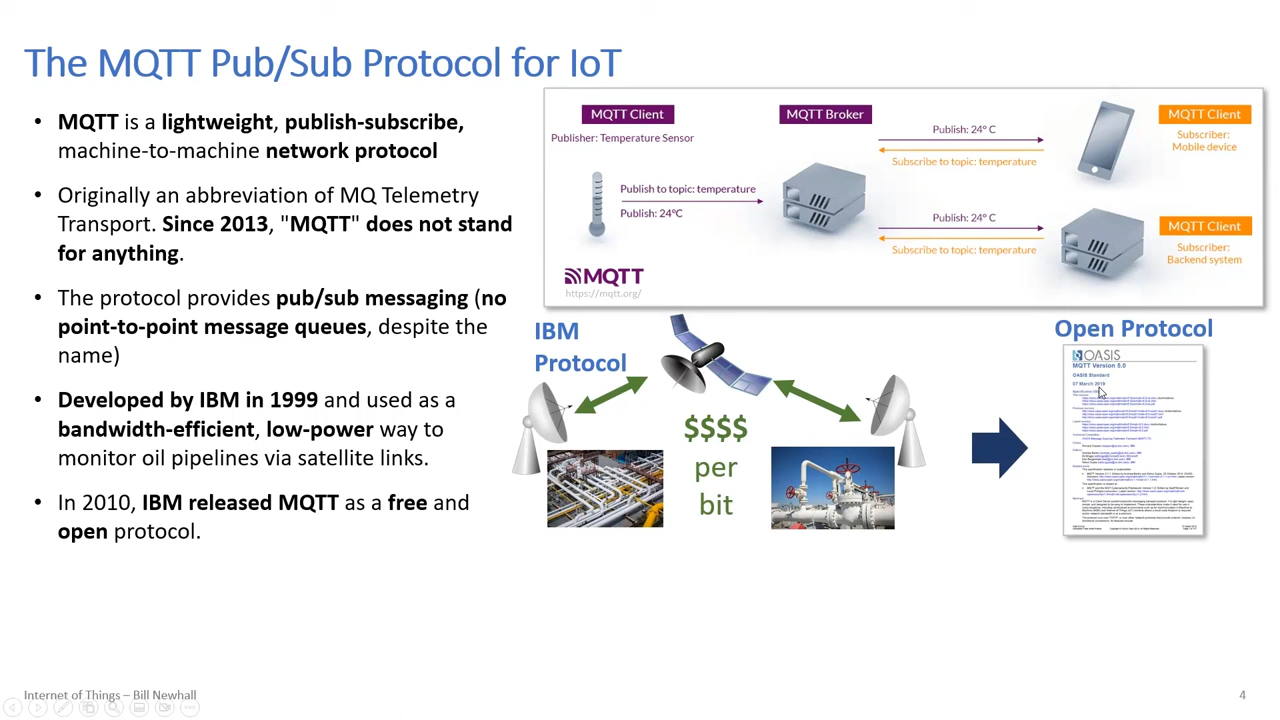 The MQTT Pub/Sub Protocol for IoT
• MQTT is a lightweight, publish-subscribe,
machine-to-machine network protocol
• Originally an abbreviation of MQ Telemetry
Transport. Since 2013, "MQTT" does not stand
for anything.
• The protocol provides pub/sub messaging (no
point-to-point message queues, despite the
name)
• Developed by IBM in 1999 and used as a
bandwidth-efficient, low-power way to
monitor oil pipelines via satellite links.
• In 2010, IBM released MQTT as a free and
open protocol.
MQTT Client
Publisher: Temperature Sensor
Publish to topic: temperature
Publish: 24°C
MQTT
https://mqtt.org/
MQTT Broker
Publish: 24° C
Subscribe to topic: temperature
Publish: 24° C
Subscribe to topic: temperature
MQTT Client
Subscriber:
Mobile device
MQTT Client
Subscriber:
Backend system
IBM
Protocol
$$$$
per
bit
Open Protocol
OASIS
MQTT Version 5.0
OASIS Standard
07 March 2019
Internet of Things – Bill Newhall
4